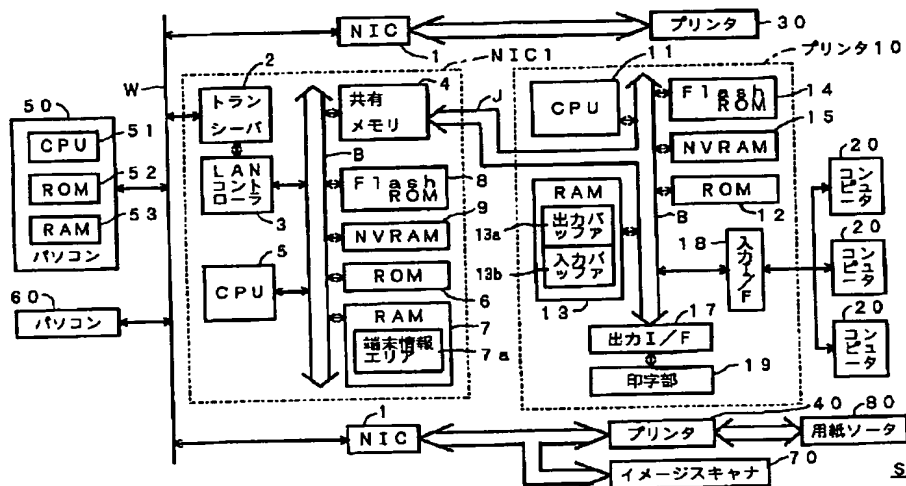 NIC
1
プリンタ
30
W
2
トラン
シーバ
LAN
コント
ローラ
3
NIC1
4
共有
メモリ
J
B
Flash
ROM
8
NVRAM
9
ROM
6
5
CPU
RAM
端末情報
エリア
7
7a
50
CPU
51
ROM
52
RAM
53
パソコン
60
パソコン
プリンタ10
11
CPU
Flash
ROM
14
15
NVRAM
ROM
12
B
RAM
13a
出力バ
ッファ
13b
入力バ
ッファ
13
18
入力I/F
17
出力I/F
印字部
19
20
コンピュータ
20
コンピュータ
20
コンピュータ
1
NIC
40
プリンタ
80
用紙ソータ
イメージスキャナ
70
S